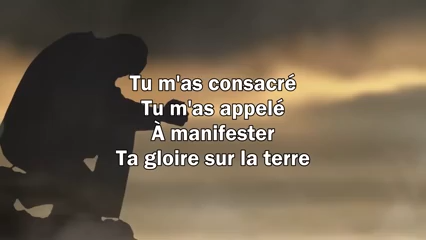 Tu m'as consacré
Tu m'as appelé
À manifester
Ta gloire sur la terre